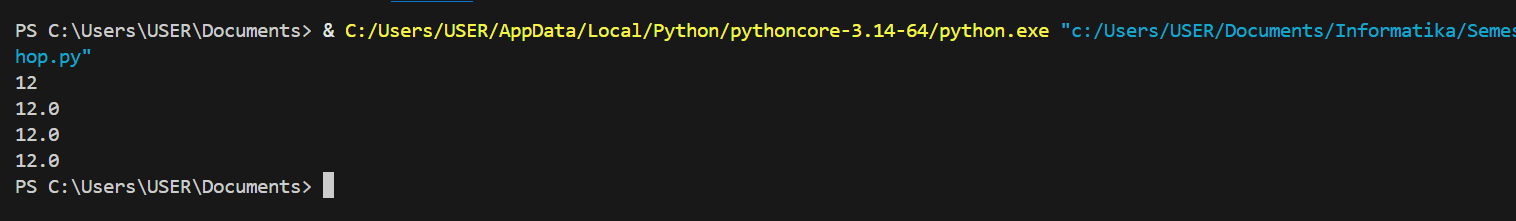 PS C:\Users\USER\Documents> & C:/Users/USER/AppData/Local/Python/pythoncore-3.14-64/python.exe "c:/Users/USER/Documents/Informatika/Semes
hop.py"
12
12.0
12.0
12.0
PS C:\Users\USER\Documents>